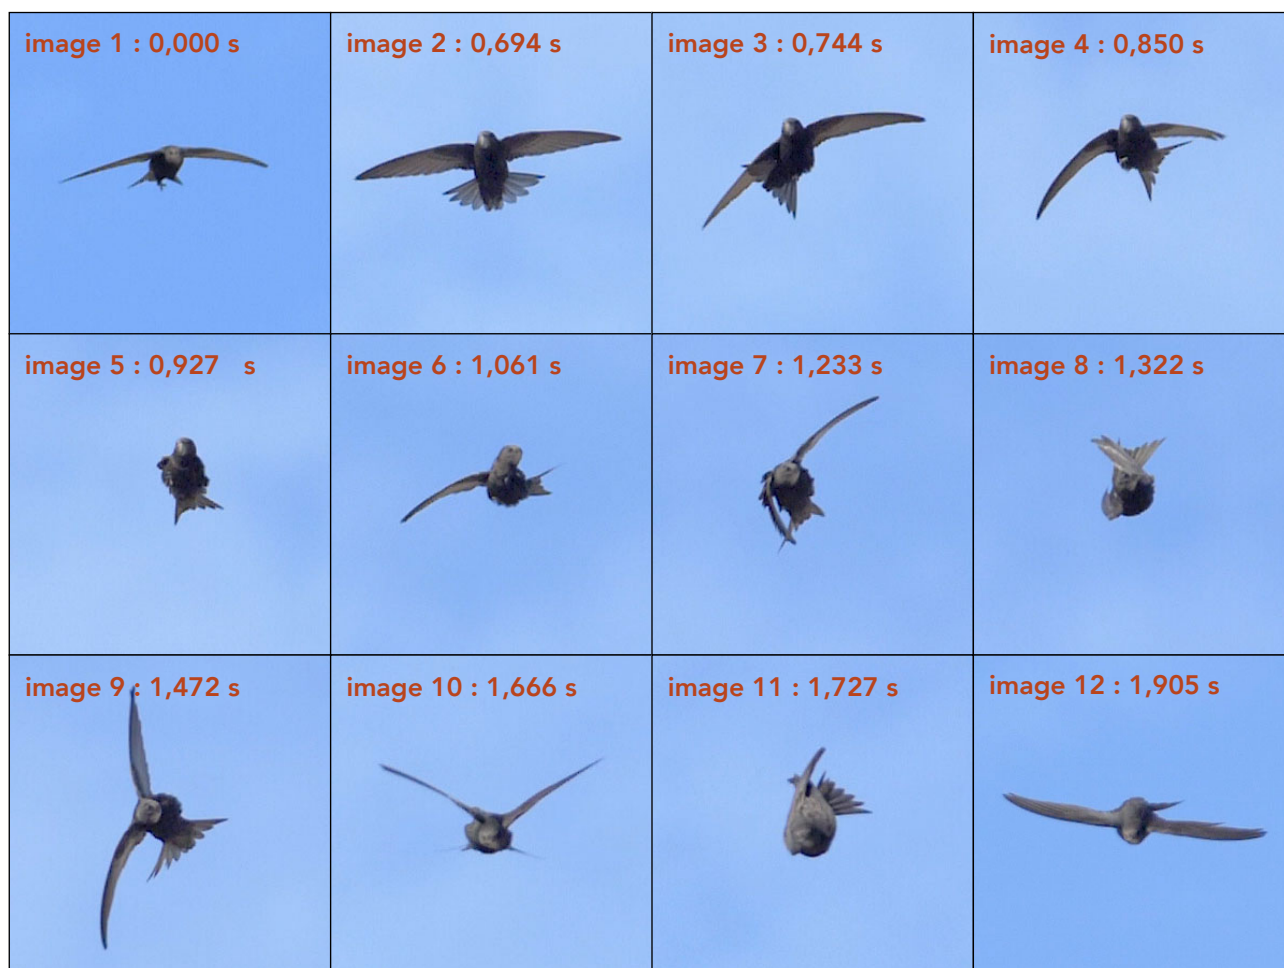 image 1 : 0,000 s
image 2 : 0,694 s
image 3 : 0,744 s
image 4 : 0,850 s
image 5 : 0,927 s
image 6 : 1,061 s
image 7 : 1,233 s
image 8 : 1,322 s
image 9 : 1,472 s
image 10 : 1,666 s
image 11 : 1,727 s
image 12 : 1,905 s